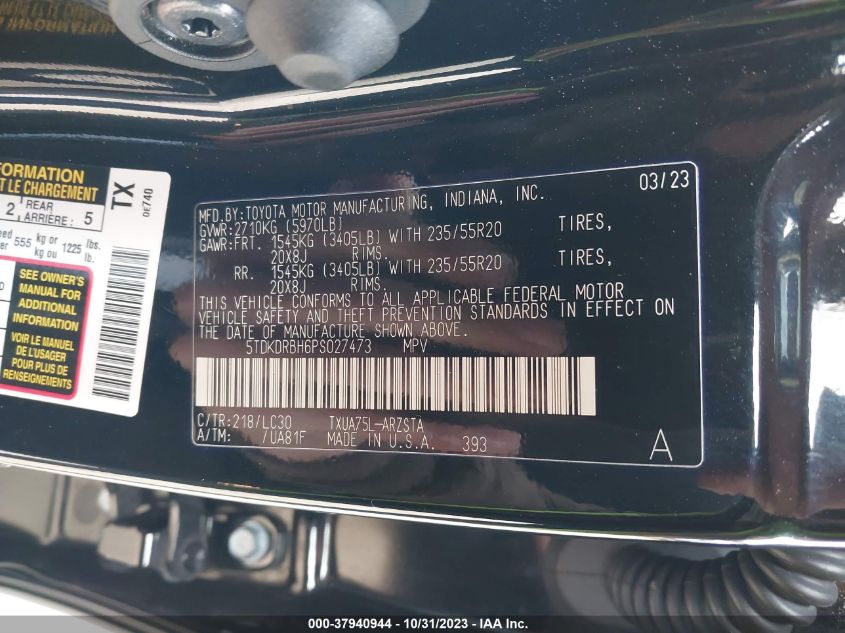 FORMATION
T LE CHARGEMENT
TX
0E740
2 REAR ARRIÈRE: 5
555 kg or kg ou 1225 lbs. lb.
SEE OWNER'S
MANUAL FOR
ADDITIONAL
INFORMATION
VOIR LE MANUEL
DE L'USAGER
POUR PLUS DE
RENSEIGNEMENTS
03/23
MFD.BY:TOYOTA MOTOR MANUFACTURING, INDIANA, INC.
GVWR:2710KG (5970LB)
GAWR:FRT. 1545KG (3405LB) WITH 235/55R20 TIRES,
20X8J RIMS.
RR. 1545KG (3405LB) WITH 235/55R20 TIRES,
20X8J RIMS.
THIS VEHICLE CONFORMS TO ALL APPLICABLE FEDERAL MOTOR
VEHICLE SAFETY AND THEFT PREVENTION STANDARDS IN EFFECT ON
THE DATE OF MANUFACTURE SHOWN ABOVE.
5TDKDRBH6PS027473 MPV
C/TR:218/LC30 TXUA75L-ARZSTA
A/TM: /UA81F MADE IN U.S.A. 393
A
000-37940944 - 10/31/2023 - IAA Inc.